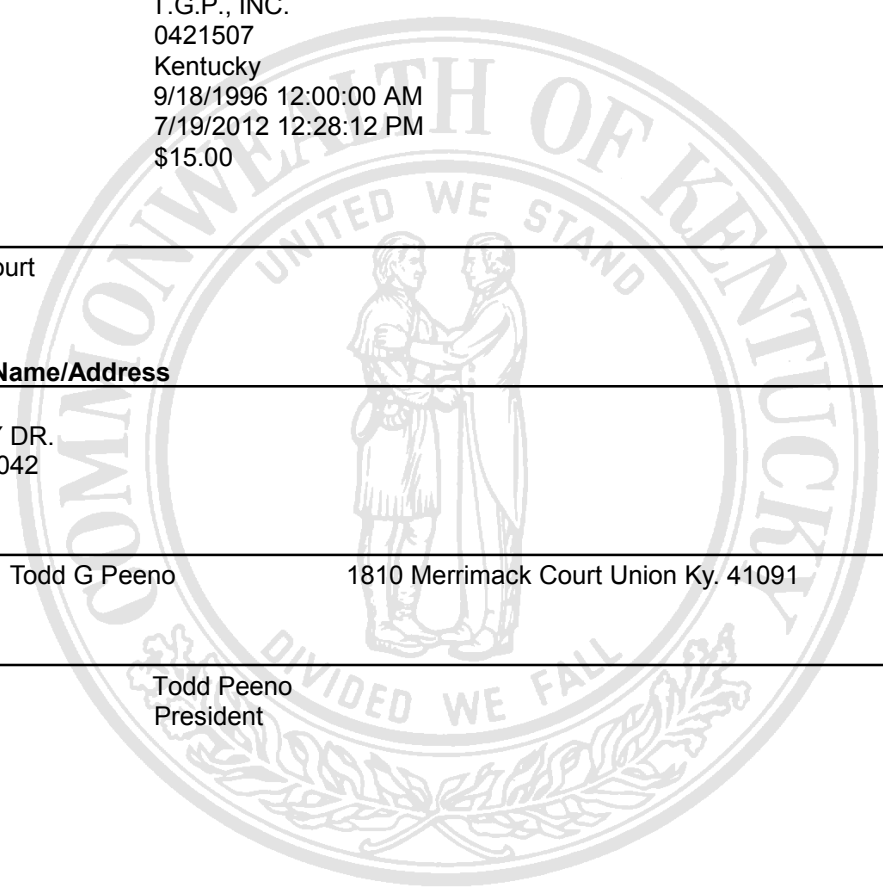 T.G.P., INC.
0421507
Kentucky
9/18/1996 12:00:00 AM
7/19/2012 12:28:12 PM
$15.00
ourt
Name/Address
DR.
042
Todd G Peeno 1810 Merrimack Court Union Ky. 41091
Todd Peeno
President
COMMONWEALTH OF KENTUCKY
UNITED WE STAND
DIVIDED WE FALL